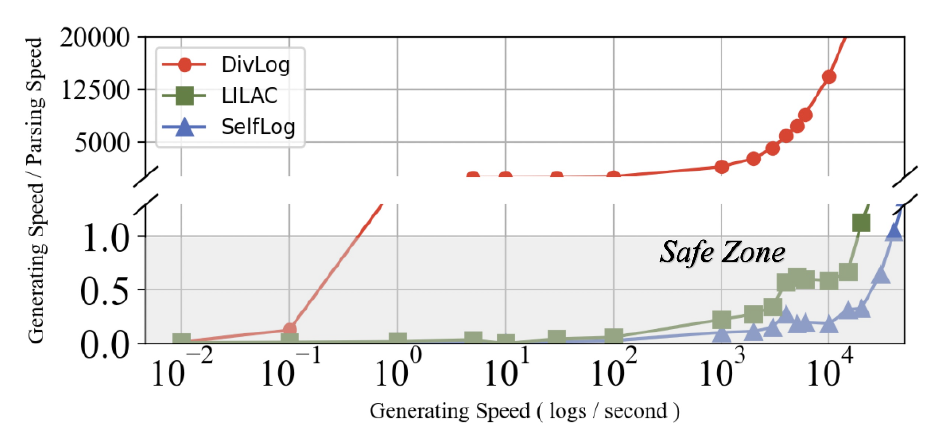 Generating Speed / Parsing Speed
20000
12500
5000
DivLog
LILAC
SelfLog
1.0
0.5
0.0
Safe Zone
10^-2
10^-1
10^0
10^1
10^2
10^3
10^4
Generating Speed ( logs / second )